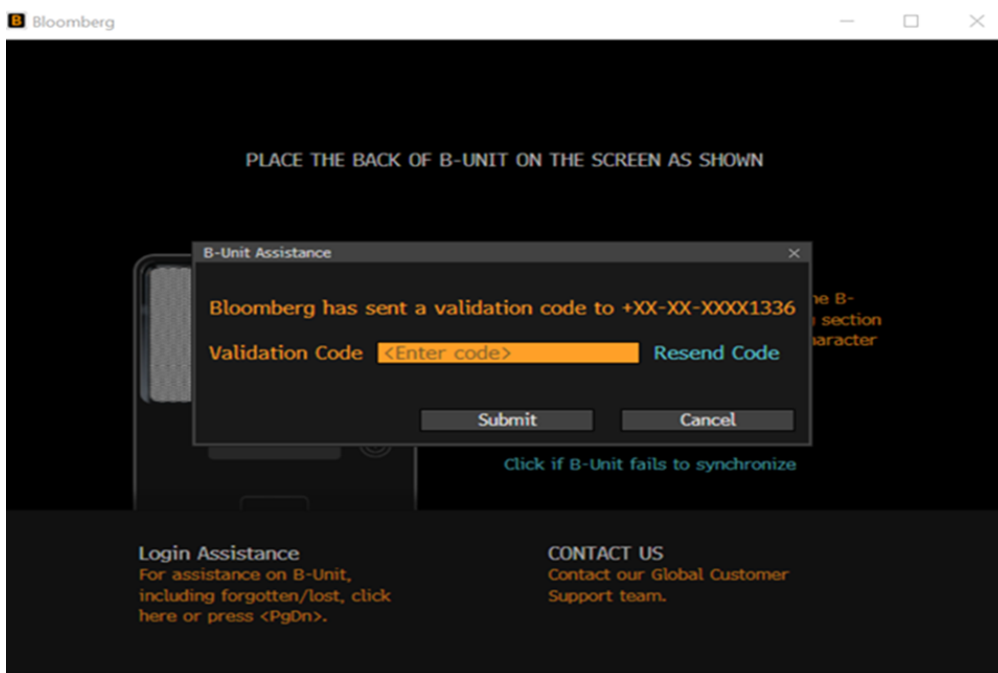 B Bloomberg
PLACE THE BACK OF B-UNIT ON THE SCREEN AS SHOWN
B-Unit Assistance
Bloomberg has sent a validation code to +XX-XX-XXXX1336
Validation Code <Enter code> Resend Code
Submit Cancel
B-
section
Click if B-Unit fails to synchronize
Login Assistance
For assistance on B-Unit,
including forgotten/lost, click
here or press <PgDn>.
CONTACT US
Contact our Global Customer
Support team.